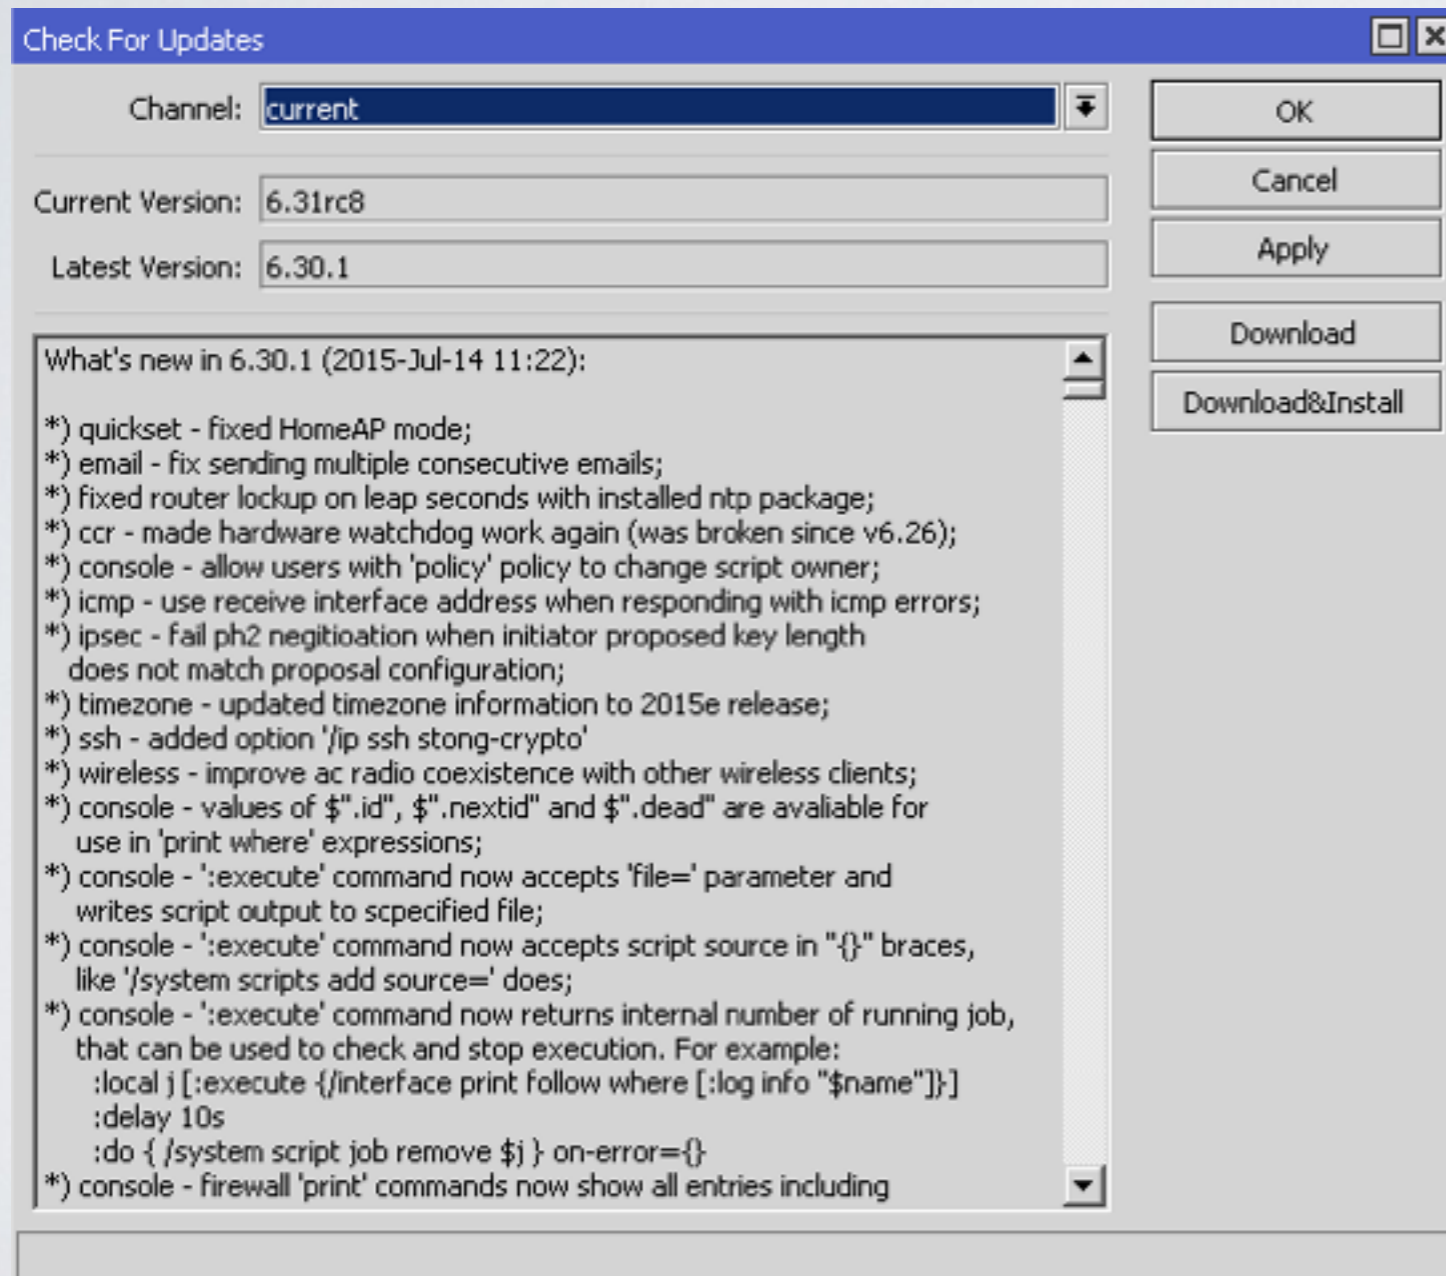 Check For Updates
Channel: current
Current Version: 6.31rc8
Latest Version: 6.30.1
OK
Cancel
Apply
Download
Download&Install
What's new in 6.30.1 (2015-Jul-14 11:22):
*) quickset - fixed HomeAP mode;
*) email - fix sending multiple consecutive emails;
*) fixed router lockup on leap seconds with installed ntp package;
*) ccr - made hardware watchdog work again (was broken since v6.26);
*) console - allow users with 'policy' policy to change script owner;
*) icmp - use receive interface address when responding with icmp errors;
*) ipsec - fail ph2 negitioation when initiator proposed key length
does not match proposal configuration;
*) timezone - updated timezone information to 2015e release;
*) ssh - added option '/ip ssh stong-crypto'
*) wireless - improve ac radio coexistence with other wireless clients;
*) console - values of $".id", $".nextid" and $".dead" are avaliable for
use in 'print where' expressions;
*) console - ':execute' command now accepts 'file=' parameter and
writes script output to scpecified file;
*) console - ':execute' command now accepts script source in "{}" braces,
like '/system scripts add source=' does;
*) console - ':execute' command now returns internal number of running job,
that can be used to check and stop execution. For example:
:local j [:execute {/interface print follow where [:log info "$name"]}]
:delay 10s
:do { /system script job remove $j } on-error={}
*) console - firewall 'print' commands now show all entries including